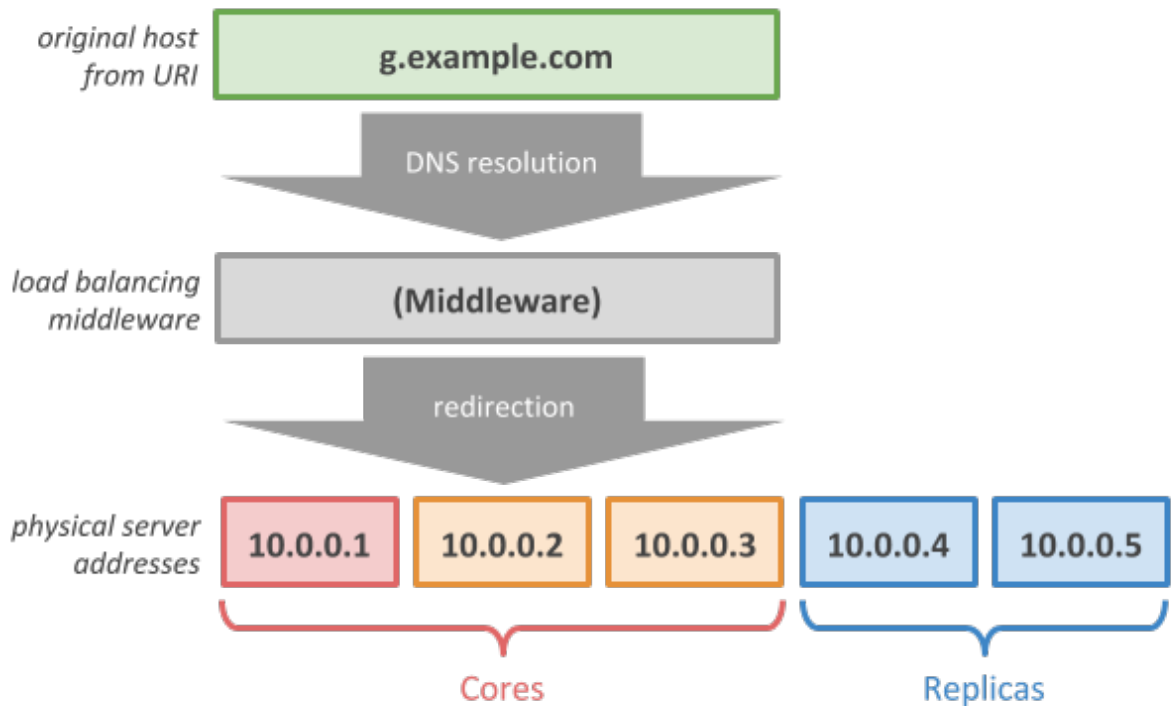 original host
from URI
g.example.com
DNS resolution
load balancing
middleware
(Middleware)
redirection
physical server
addresses
10.0.0.1
10.0.0.2
10.0.0.3
10.0.0.4
10.0.0.5
Cores
Replicas